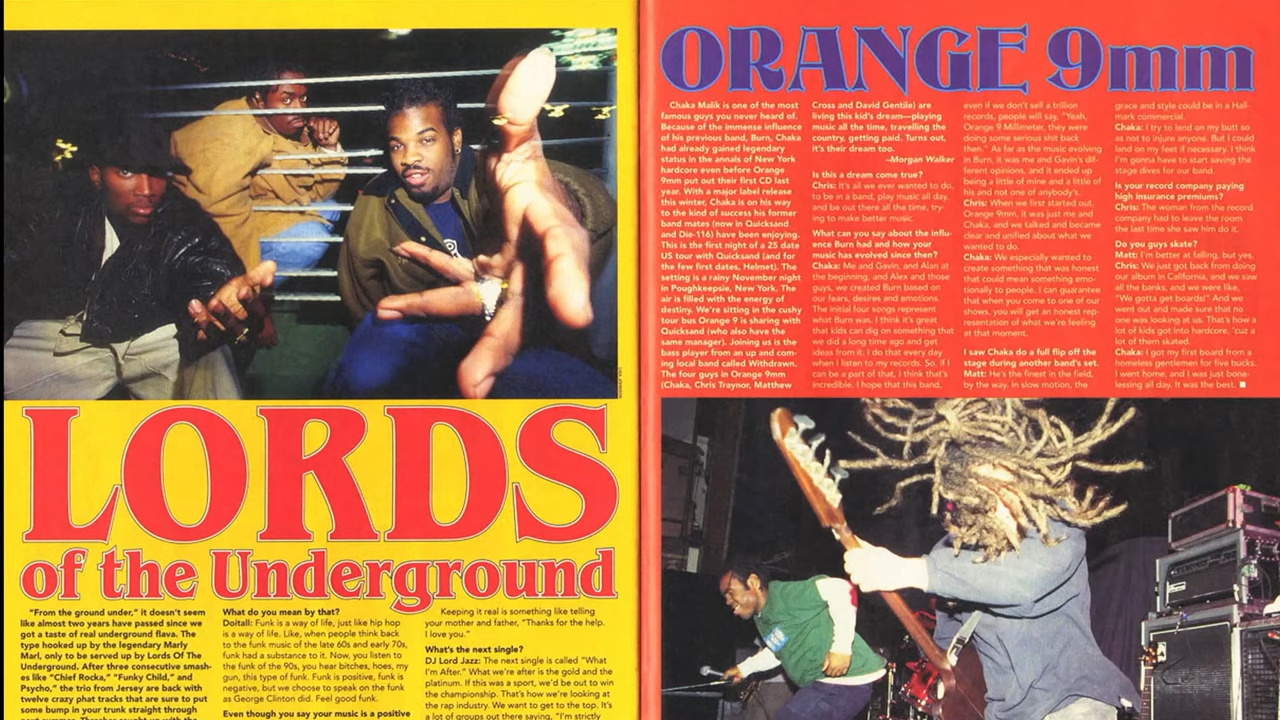 LORDS
of the Underground
"From the ground under," it doesn't seem
like almost two years have passed since we
got a taste of real underground flava. The
type hooked up by the legendary Marly
Marl, only to be served up by Lords Of The
Underground. After three consecutive smash-
es like "Chief Rocka," "Funky Child," and
Psycho," the trio from Jersey are back with
twelve crazy phat tracks that are sure to put
some bump in your trunk straight through
What do you mean by that?
Doitall: Funk is a way of life, just like hip hop
is a way of life. Like, when people think back
to the funk music of the late 60s and early 70s,
funk had a substance to it. Now, you listen to
the funk of the 90s, you hear bitches, hoes, my
gun, this type of funk. Funk is positive, funk is
negative, but we choose to speak on the funk
as George Clinton did. Feel good funk.
Even though you say your music is a positive
Keeping it real is something like telling
your mother and father, "Thanks for the help.
I love you."
What's the next single?
DJ Lord Jazz: The next single is called "What
I'm After." What we're after is the gold and the
platinum. If this was a sport, we'd be out to win
the championship. That's how we're looking at
the rap industry. We want to get to the top. It's
a lot of groups out there saying, "I'm strictly
ORANGE 9mm
Chaka Malik is one of the most
famous guys you never heard of.
Because of the immense influence
of his previous band, Burn, Chaka
had already gained legendary
status in the annals of New York
hardcore even before Orange
9mm put out their first CD last
year. With a major label release
this winter, Chaka is on his way
to the kind of success his former
band mates (now in Quicksand
and Die-116) have been enjoying.
This is the first night of a 25 date
US tour with Quicksand (and for
the few first dates, Helmet). The
setting is a rainy November night
in Poughkeepsie, New York. The
air is filled with the energy of
destiny. We're sitting in the cushy
tour bus Orange 9 is sharing with
Quicksand (who also have the
same manager). Joining us is the
bass player from an up and com-
ing local band called Withdrawn.
The four guys in Orange 9mm
(Chaka, Chris Traynor, Matthew
Cross and David Gentile) are
living this kid's dream—playing
music all the time, travelling the
country, getting paid. Turns out,
it's their dream too.
–Morgan Walker
Is this a dream come true?
Chris: It's all we ever wanted to do,
to be in a band, play music all day,
and be out there all the time, try-
ing to make better music.
What can you say about the influ-
ence Burn had and how your
music has evolved since then?
Chaka: Me and Gavin, and Alan at
the beginning, and Alex and those
guys, we created Burn based on
our fears, desires and emotions.
The initial four songs represent
what Burn was. I think it's great
that kids can dig on something that
we did a long time ago and get
ideas from it; I do that every day
when I listen to my records. So, if I
can be a part of that, I think that's
incredible. I hope that this band,
even if we don't sell a trillion
records, people will say, "Yeah,
Orange 9 Millimeter, they were
doing some serious shit back
then." As far as the music evolving
in Burn, it was me and Gavin's dif-
ferent opinions, and it ended up
being a little of mine and a little of
his and not one of anybody's.
Chris: When we first started out,
Orange 9mm, it was just me and
Chaka, and we talked and became
clear and unified about what we
wanted to do.
Chaka: We especially wanted to
create something that was honest
that could mean something emo-
tionally to people. I can guarantee
that when you come to one of our
shows, you will get an honest rep-
resentation of what we're feeling
at that moment.
I saw Chaka do a full flip off the
stage during another band's set.
Matt: He's the finest in the field,
by the way. In slow motion, the
grace and style could be in a Hall-
mark commercial.
Chaka: I try to land on my butt so
as not to injure anyone. But I could
land on my feet if necessary. I think
I'm gonna have to start saving the
stage dives for our band.
Is your record company paying
high insurance premiums?
Chris: The woman from the record
company had to leave the room
the last time she saw him do it.
Do you guys skate?
Matt: I'm better at falling, but yes.
Chris: We just got back from doing
our album in California, and we saw
all the banks, and we were like,
"We gotta get boards!" And we
went out and made sure that no
one was looking at us. That's how a
lot of kids got into hardcore, 'cuz a
lot of them skated.
Chaka: I got my first board from a
homeless gentlemen for five bucks.
I went home, and I was just bone-
lessing all day. It was the best. ■